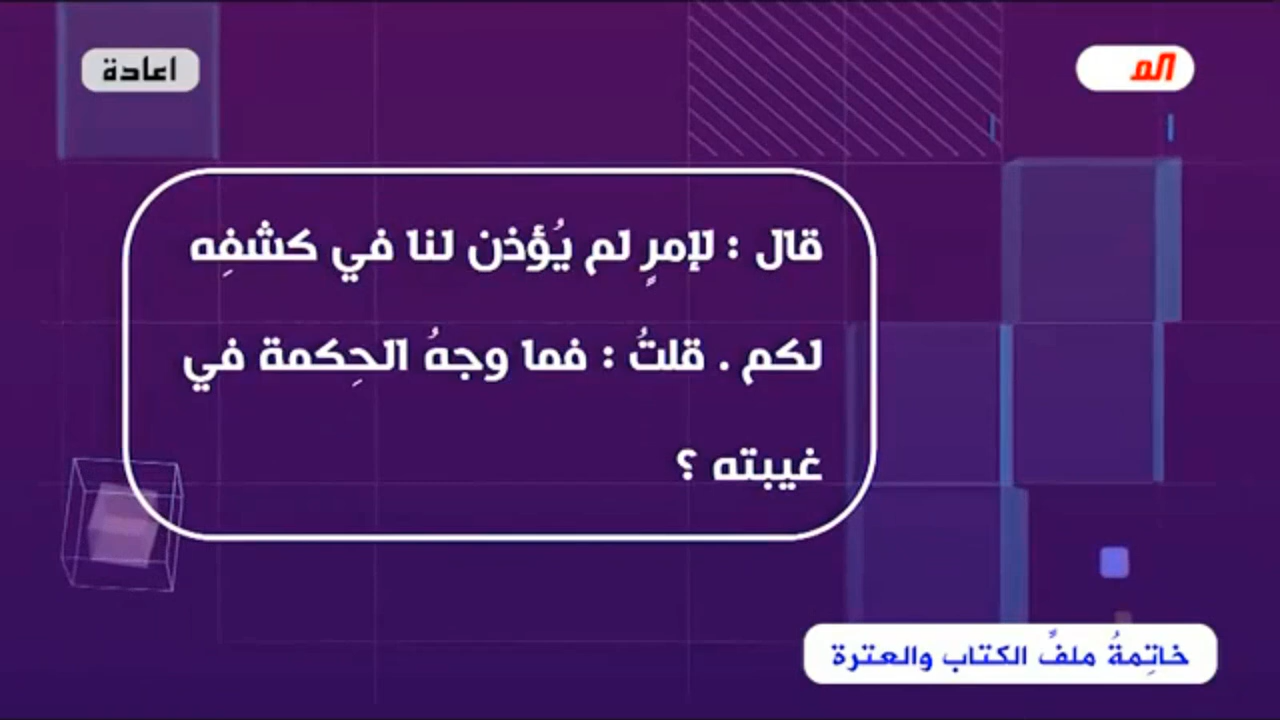 الم
اعادة
قال : لإمرٍ لم يُؤذن لنا في كشفِه
لكم . قلتُ : فما وجهُ الحِكمة في
غيبته ؟
خاتِمةُ ملفِّ الكتاب والعترة